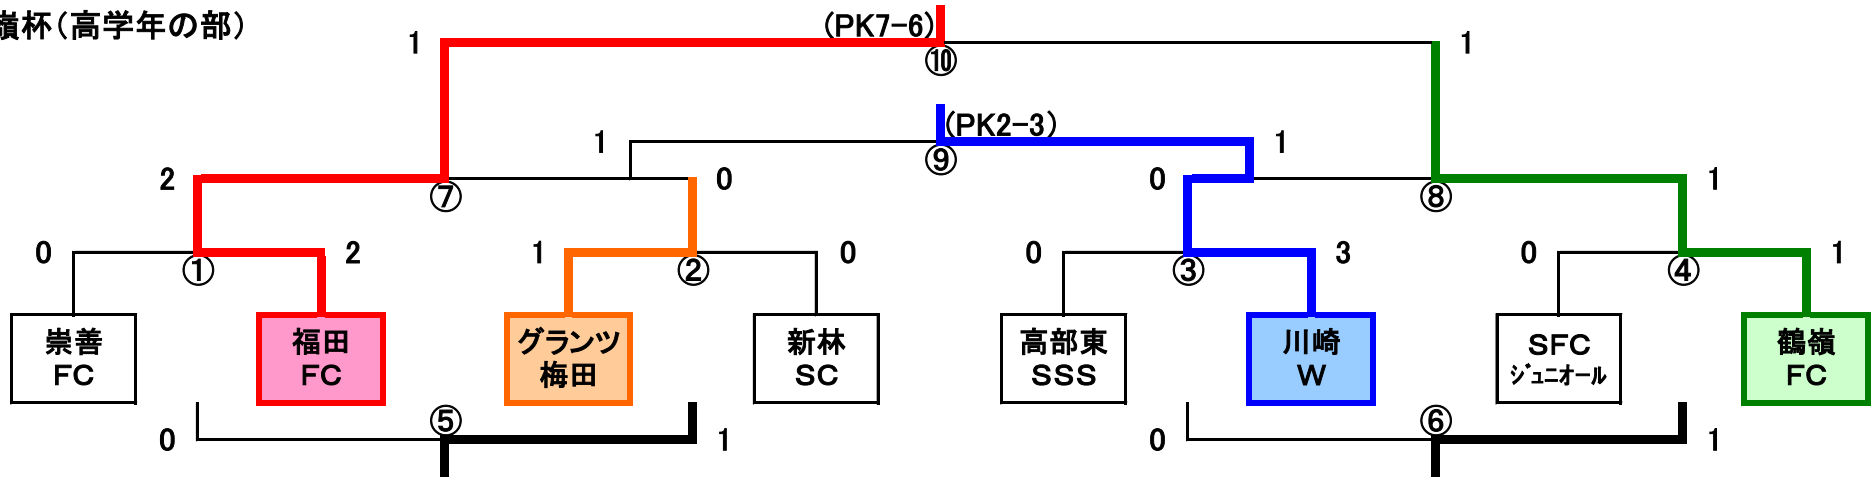 嶺杯(高学年の部)
(PK7-6)
1
1
⑩
(PK2-3)
1
1
⑨
2
0
0
1
⑦
⑧
0
2
1
0
0
3
0
1
①
②
③
④
崇善
FC
福田
FC
グランツ
梅田
新林
SC
高部東
SSS
川崎
W
SFC
ジュニオール
鶴嶺
FC
⑤
⑥
0
1
0
1